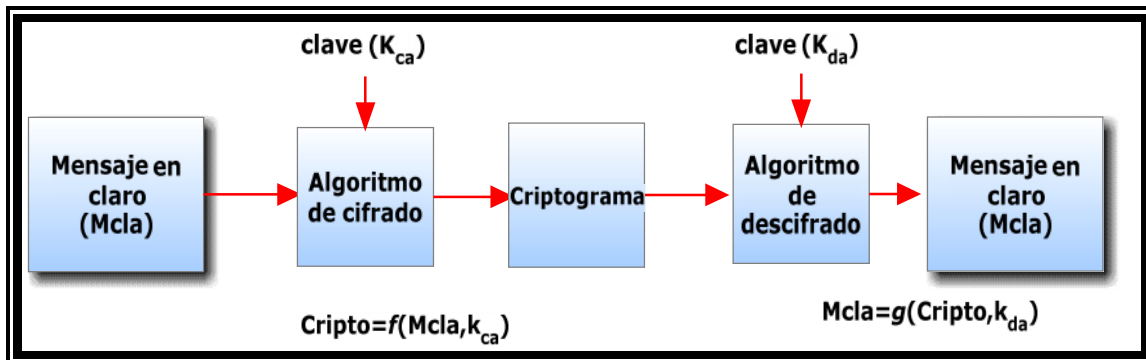 clave (Kca)
clave (Kda)
Mensaje en
claro
(Mcla)
Algoritmo
de cifrado
Criptograma
Algoritmo
de
descifrado
Mensaje en
claro
(Mcla)
Cripto=f(Mcla,kca)
Mcla=g(Cripto,kda)